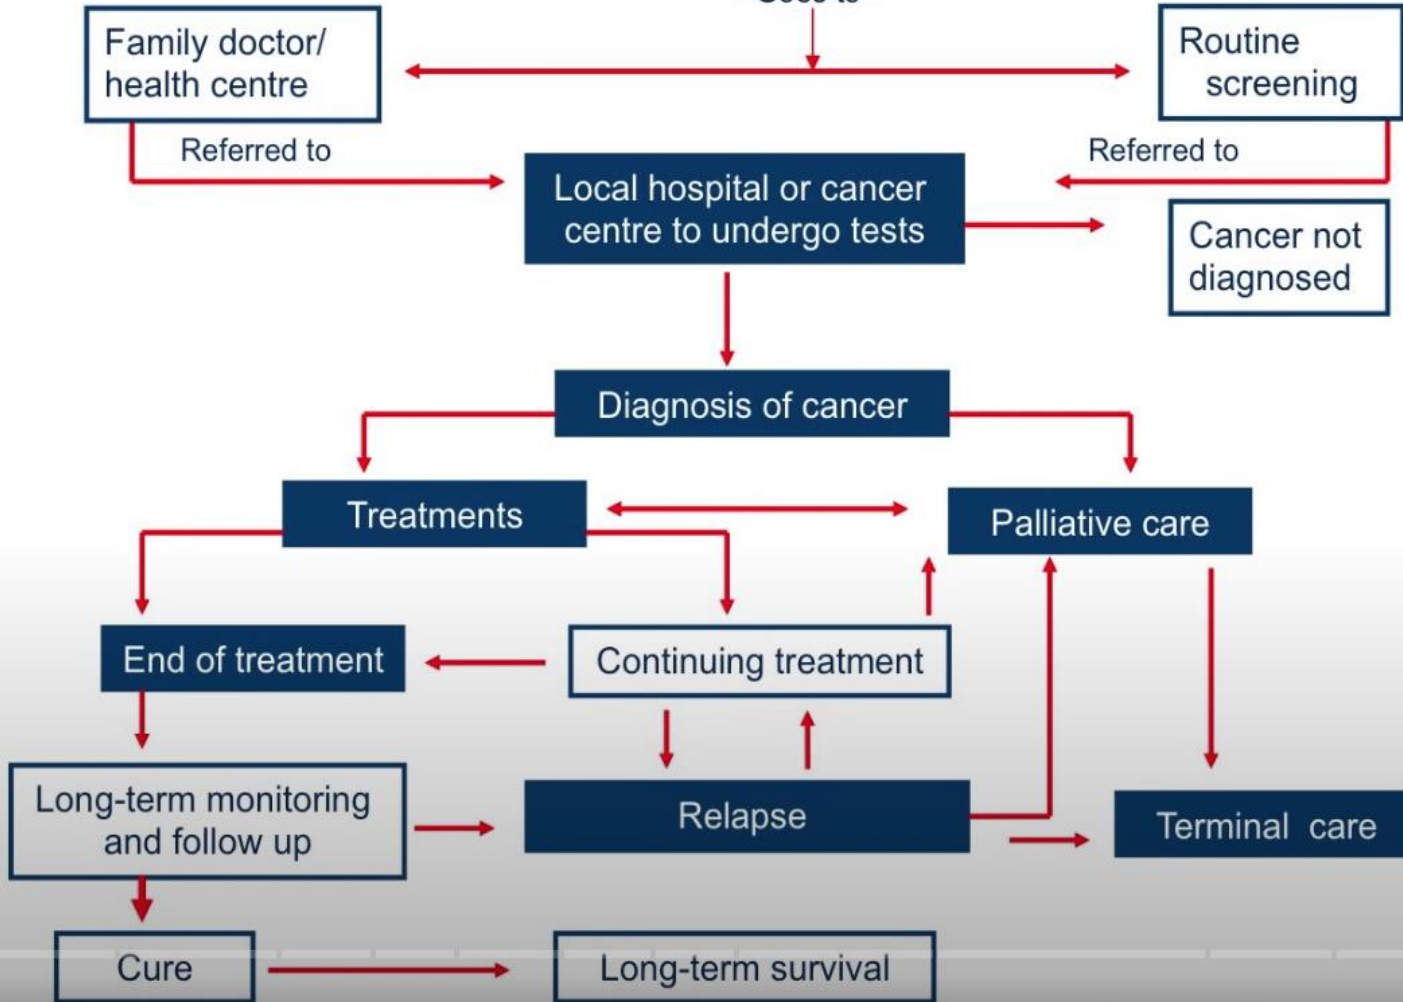 Family doctor/
health centre
Routine
screening
Referred to
Referred to
Local hospital or cancer
centre to undergo tests
Cancer not
diagnosed
Diagnosis of cancer
Treatments
Palliative care
End of treatment
Continuing treatment
Long-term monitoring
and follow up
Relapse
Terminal care
Cure
Long-term survival